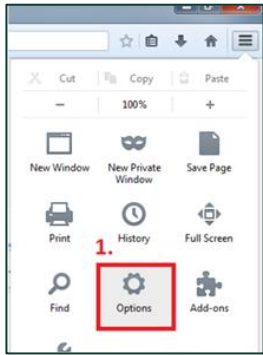 Cut Copy Paste
− 100% +
New Window New Private Window Save Page
Print History Full Screen
1.
Find Options Add-ons